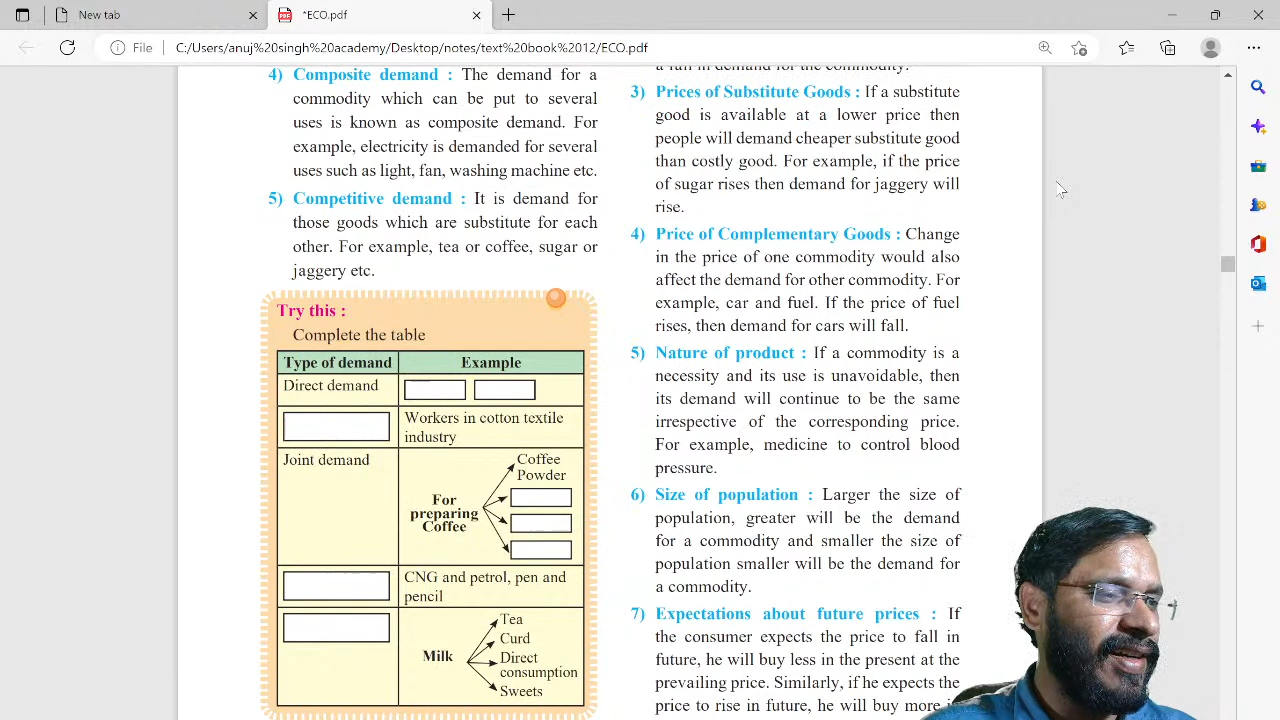 *ECO.pdf
File
C:/Users/anuj%20singh%20academy/Desktop/notes/text%20book%2012/ECO.pdf
4) Composite demand : The demand for a
commodity which can be put to several
uses is known as composite demand. For
example, electricity is demanded for several
uses such as light, fan, washing machine etc.
5) Competitive demand : It is demand for
those goods which are substitute for each
other. For example, tea or coffee, sugar or
jaggery etc.
Try this :
Complete the table
Type of demand Example
Direct demand
Workers in cotton textile
industry
Joint demand
Coffee
Powder
For
preparing
Coffee
CNG and petrol, pen and
pencil
Milk
Tea
Curd
Direct
consumption
Sweet
a fall in demand for the commodity.
3) Prices of Substitute Goods : If a substitute
good is available at a lower price then
people will demand cheaper substitute good
than costly good. For example, if the price
of sugar rises then demand for jaggery will
rise.
4) Price of Complementary Goods : Change
in the price of one commodity would also
affect the demand for other commodity. For
example, car and fuel. If the price of fuel
rises, then demand for cars will fall.
5) Nature of product : If a commodity is a
necessity and its use is unavoidable, then
its demand will continue to be the same
irrespective of the corresponding price.
For example, medicine to control blood
pressure.
6) Size of population : Larger the size of
population, greater will be the demand
for a commodity and smaller the size of
population smaller will be the demand for
a commodity.
7) Expectations about future prices : If
the consumer expects the price to fall in
future, he will buy less in the present at the
prevailing price. Similarly, if he expects the
price to rise in future, he will buy more